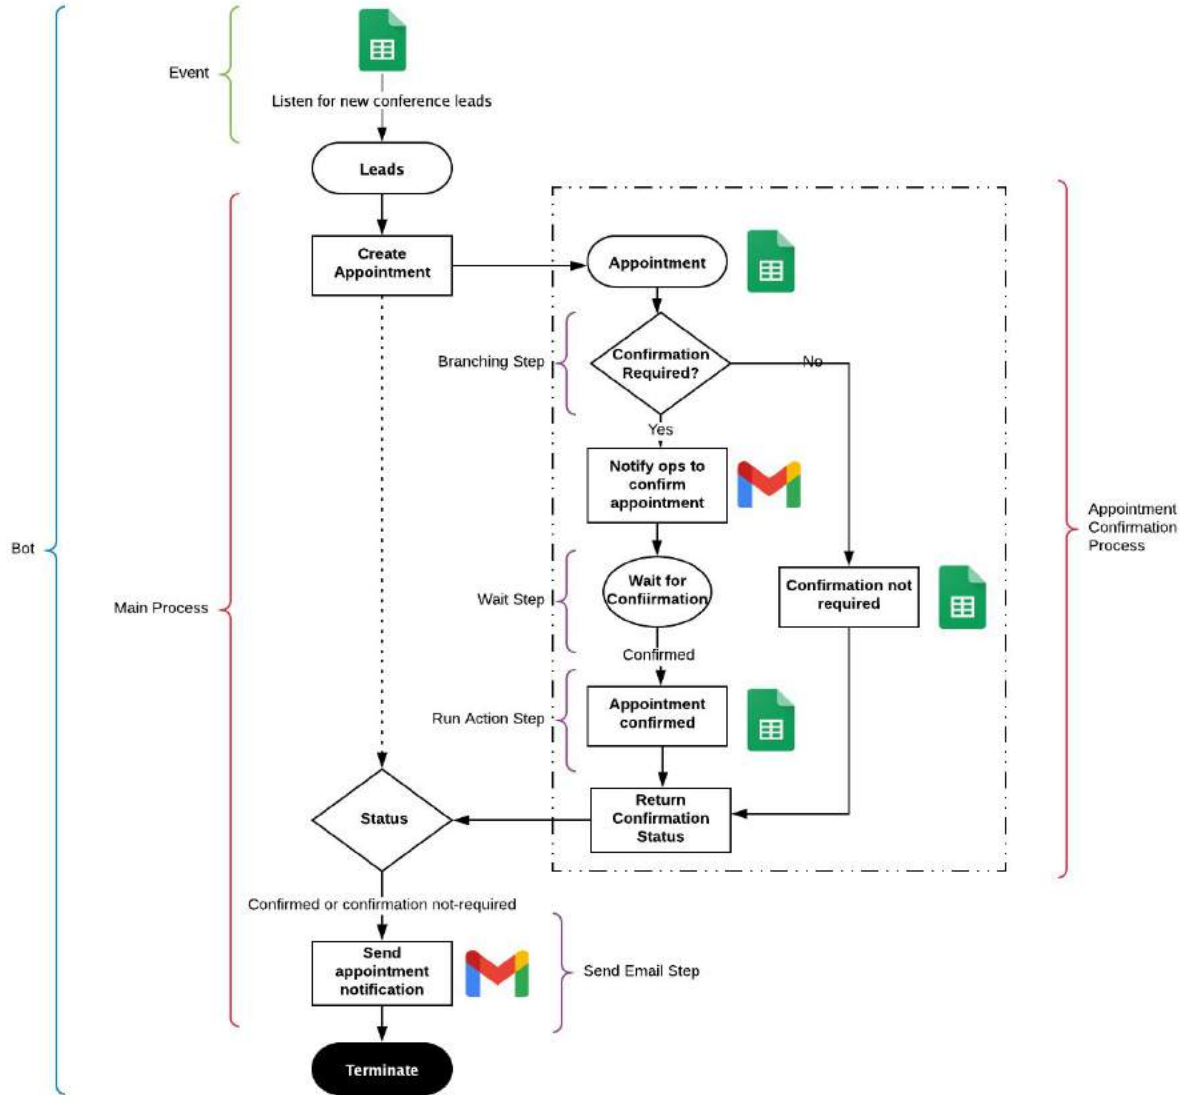 Event
Listen for new conference leads
Leads
Create
Appointment
Appointment
Branching Step
Confirmation
Required?
No
Yes
Notify ops to
confirm
appointment
Appointment
Confirmation
Process
Bot
Main Process
Wait Step
Wait for
Confiirmation
Confirmation not
required
Confirmed
Run Action Step
Appointment
confirmed
Return
Confirmation
Status
Status
Confirmed or confirmation not-required
Send
appointment
notification
Send Email Step
Terminate